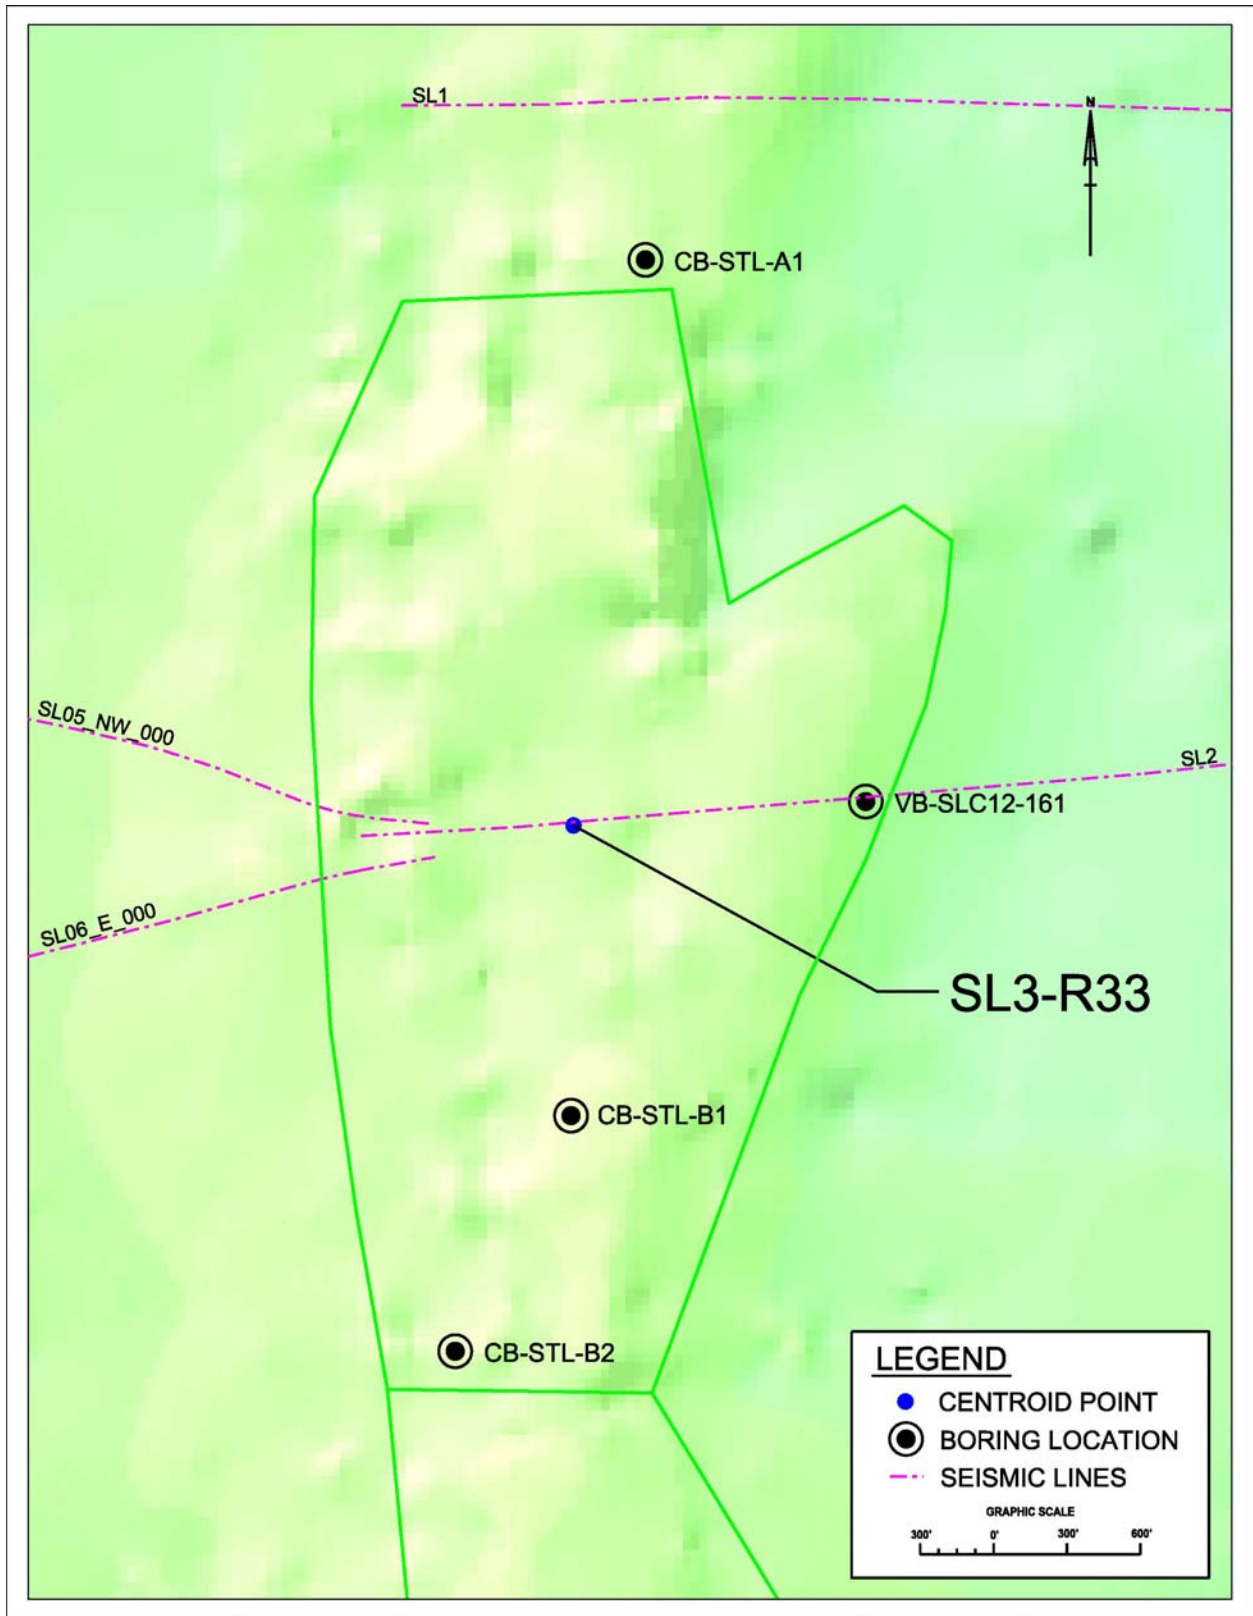 SL1
N
CB-STL-A1
SL05_NW_000
SL2
VB-SLC12-161
SL06_E_000
SL3-R33
CB-STL-B1
CB-STL-B2
LEGEND
CENTROID POINT
BORING LOCATION
SEISMIC LINES
GRAPHIC SCALE
300' 0' 300' 600'